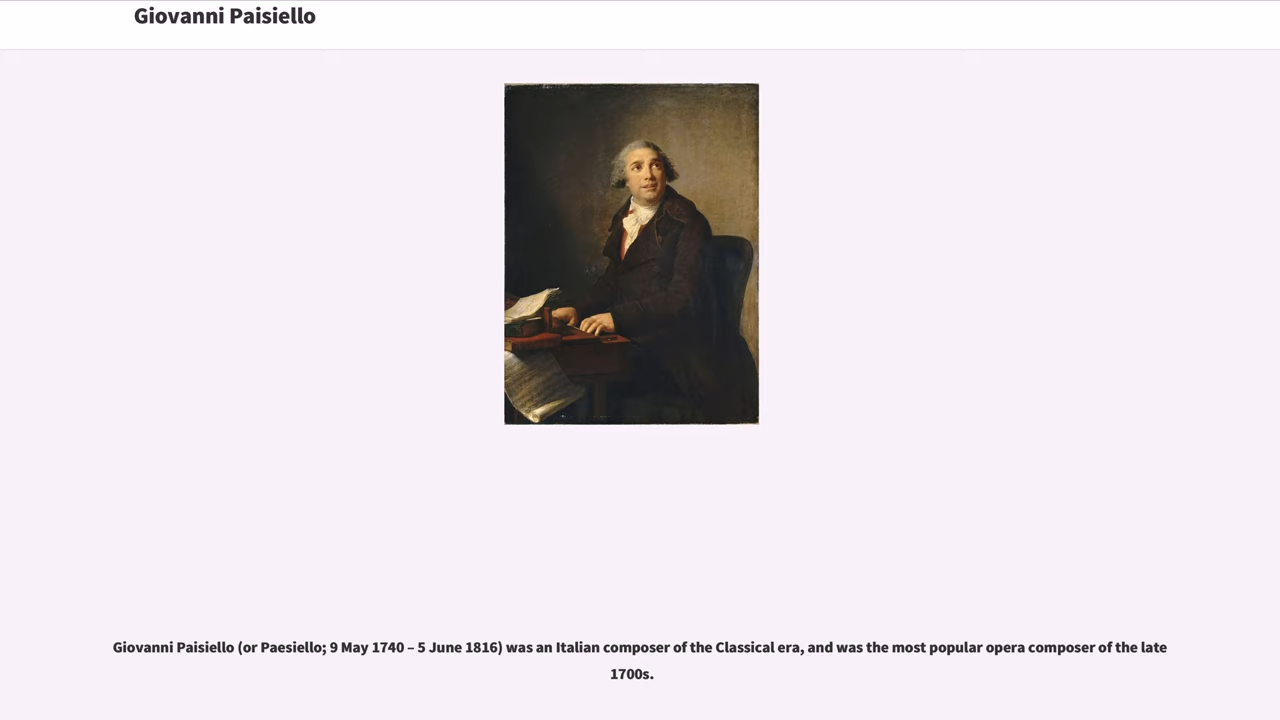 Giovanni Paisiello
Giovanni Paisiello (or Paesiello; 9 May 1740 – 5 June 1816) was an Italian composer of the Classical era, and was the most popular opera composer of the late
1700s.